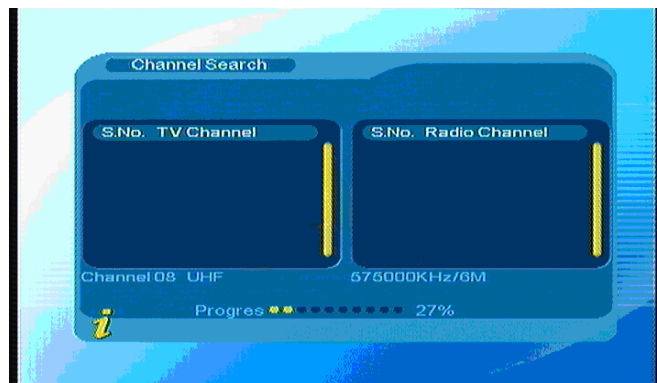 Channel Search
S.No. TV Channel
S.No. Radio Channel
Channel 08 UHF
575000KHz/6M
Progres 27%